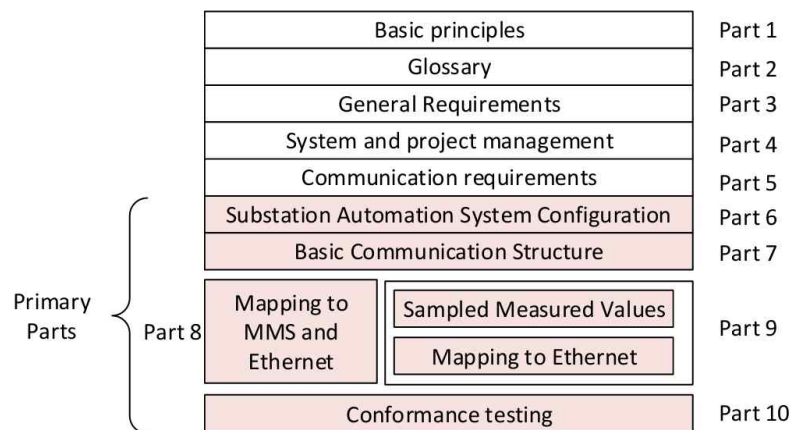 Basic principles Part 1
Glossary Part 2
General Requirements Part 3
System and project management Part 4
Communication requirements Part 5
Substation Automation System Configuration Part 6
Basic Communication Structure Part 7
Primary
Parts
Part 8
Mapping to
MMS and
Ethernet
Sampled Measured Values
Mapping to Ethernet
Part 9
Conformance testing Part 10